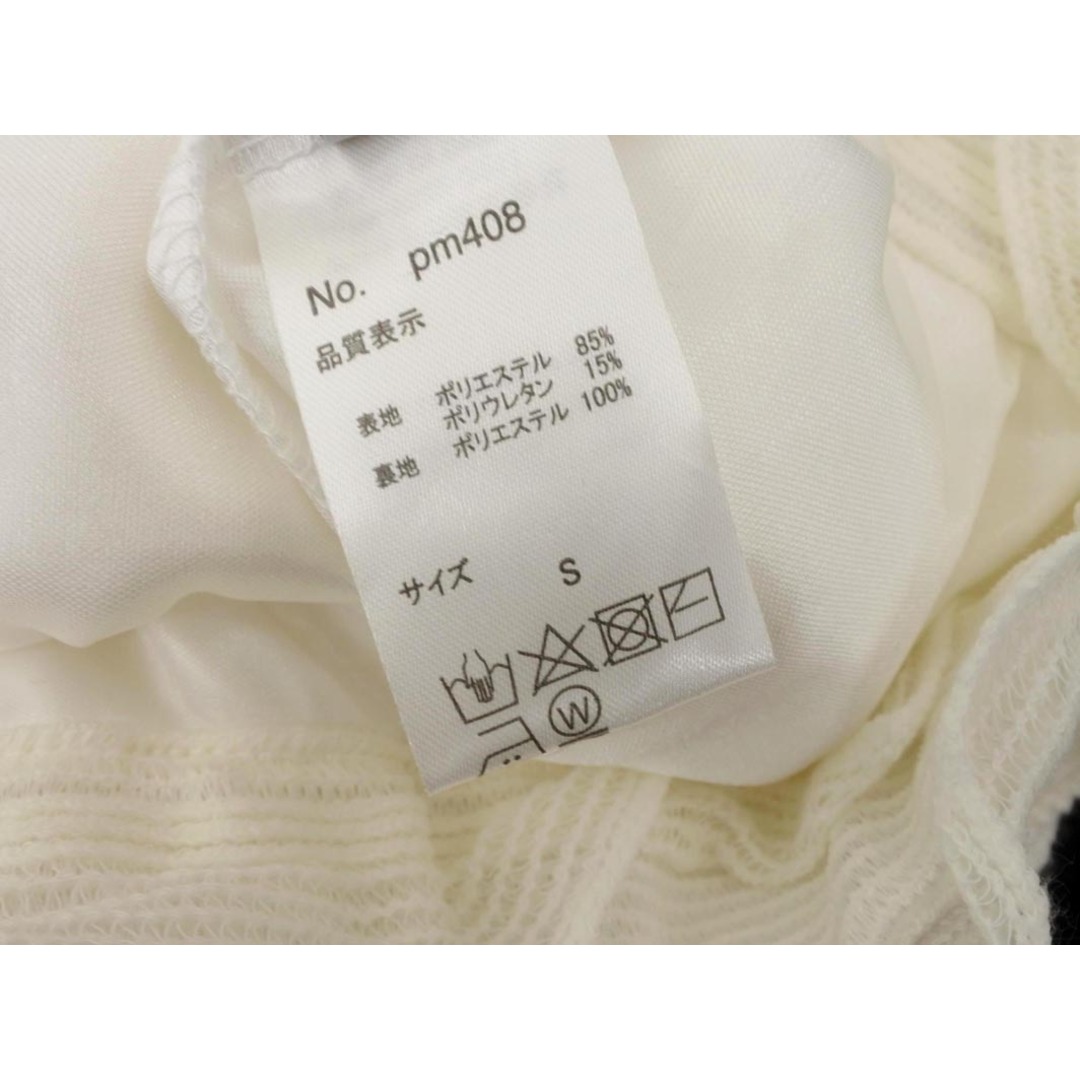 No. pm408
品質表示
表地 ポリエステル 85%
ポリウレタン 15%
裏地 ポリエステル 100%
サイズ S
W